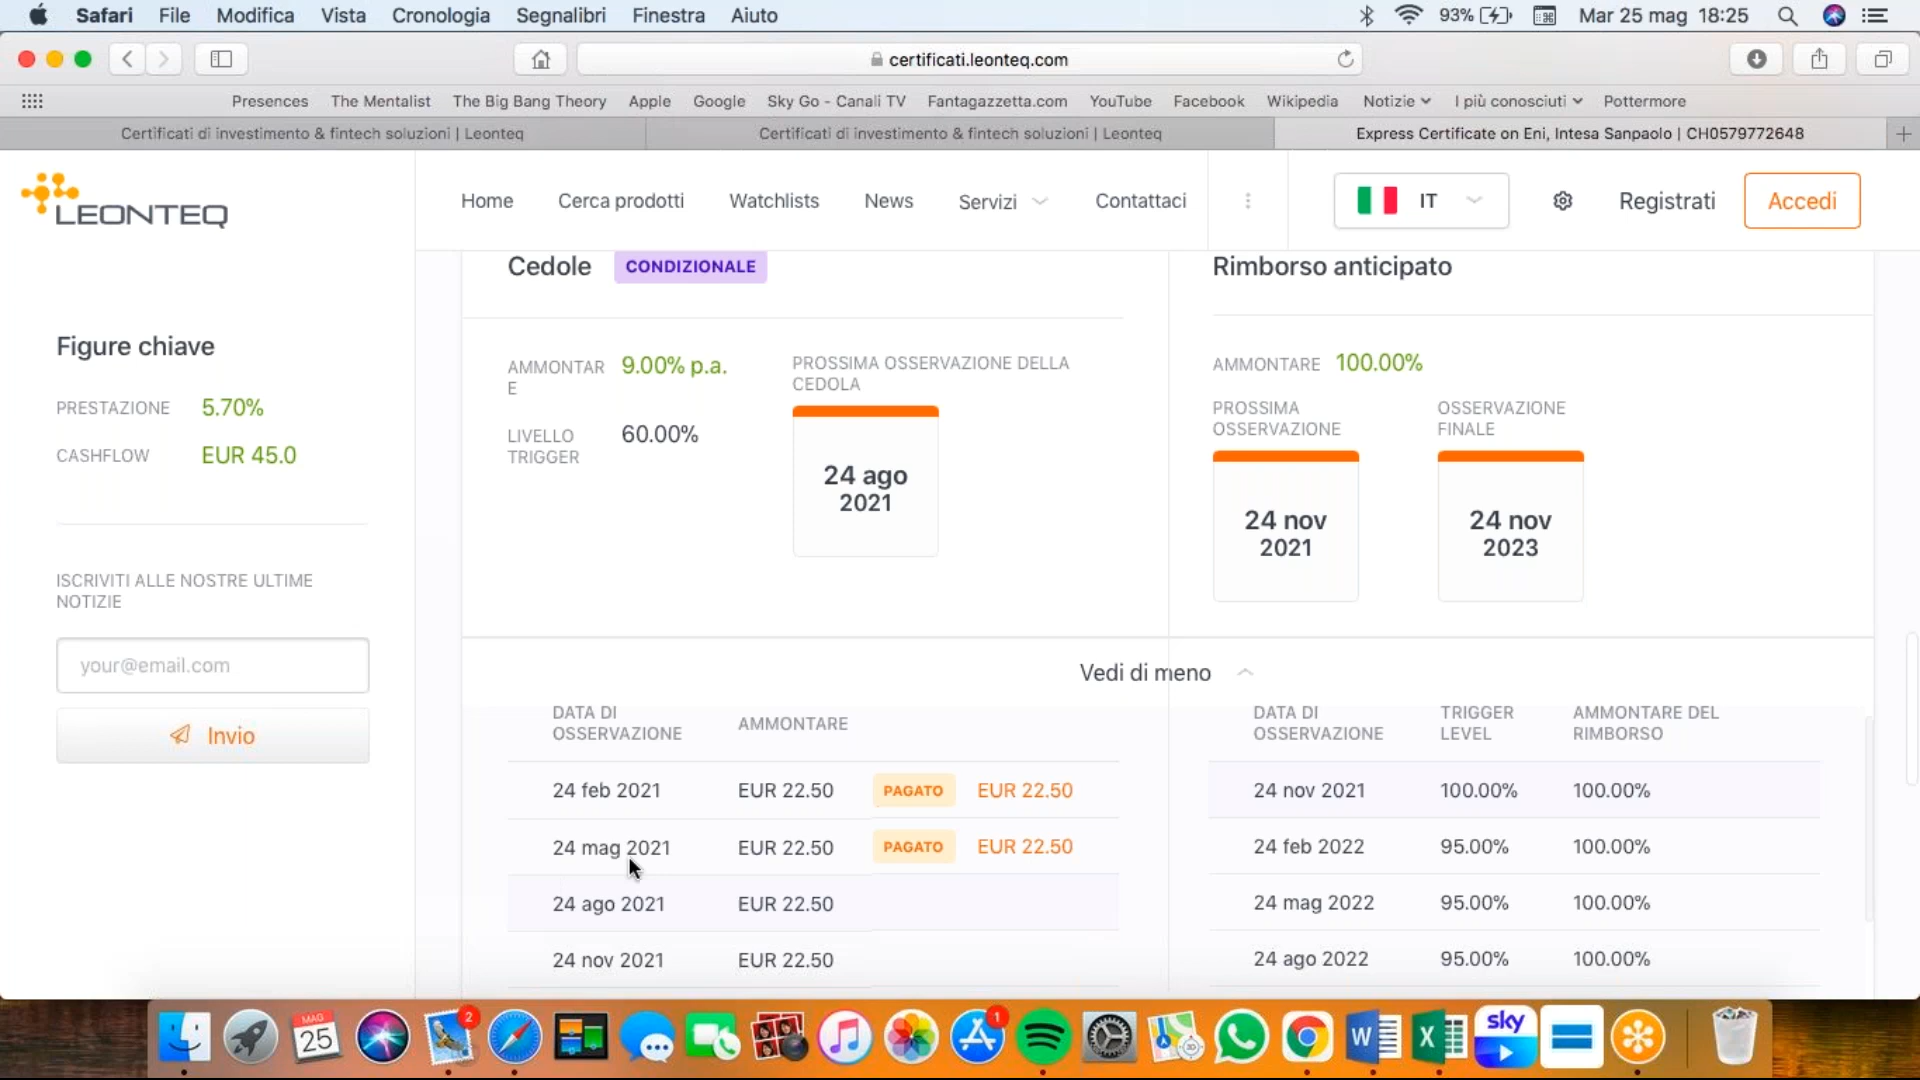 Safari File Modifica Vista Cronologia Segnalibri Finestra Aiuto 93% Mar 25 mag 18:25
certificati.leonteq.com
Presences The Mentalist The Big Bang Theory Apple Google Sky Go - Canali TV Fantagazzetta.com YouTube Facebook Wikipedia Notizie I più conosciuti Pottermore
Certificati di investimento & fintech soluzioni | Leonteq
Certificati di investimento & fintech soluzioni | Leonteq
Express Certificate on Eni, Intesa Sanpaolo | CH0579772648
LEONTEQ
Home Cerca prodotti Watchlists News Servizi Contattaci IT Registrati Accedi
Figure chiave
PRESTAZIONE 5.70%
CASHFLOW EUR 45.0
ISCRIVITI ALLE NOSTRE ULTIME
NOTIZIE
your@email.com
Invio
Cedole CONDIZIONALE
AMMONTAR
E
9.00% p.a.
LIVELLO
TRIGGER
60.00%
PROSSIMA OSSERVAZIONE DELLA
CEDOLA
24 ago
2021
Rimborso anticipato
AMMONTARE 100.00%
PROSSIMA
OSSERVAZIONE
24 nov
2021
OSSERVAZIONE
FINALE
24 nov
2023
Vedi di meno
DATA DI
OSSERVAZIONE
AMMONTARE
24 feb 2021 EUR 22.50 PAGATO EUR 22.50
24 mag 2021 EUR 22.50 PAGATO EUR 22.50
24 ago 2021 EUR 22.50
24 nov 2021 EUR 22.50
DATA DI
OSSERVAZIONE
TRIGGER
LEVEL
AMMONTARE DEL
RIMBORSO
24 nov 2021 100.00% 100.00%
24 feb 2022 95.00% 100.00%
24 mag 2022 95.00% 100.00%
24 ago 2022 95.00% 100.00%
MAG
25
2
1
W
X
sky